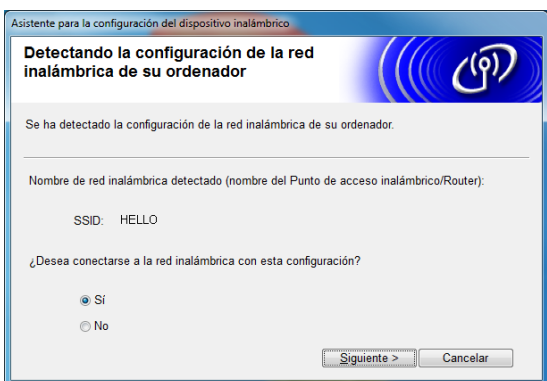 Asistente para la configuración del dispositivo inalámbrico
Detectando la configuración de la red
inalámbrica de su ordenador
Se ha detectado la configuración de la red inalámbrica de su ordenador.
Nombre de red inalámbrica detectado (nombre del Punto de acceso inalámbrico/Router):
SSID: HELLO
¿Desea conectarse a la red inalámbrica con esta configuración?
Sí
No
Siguiente > Cancelar